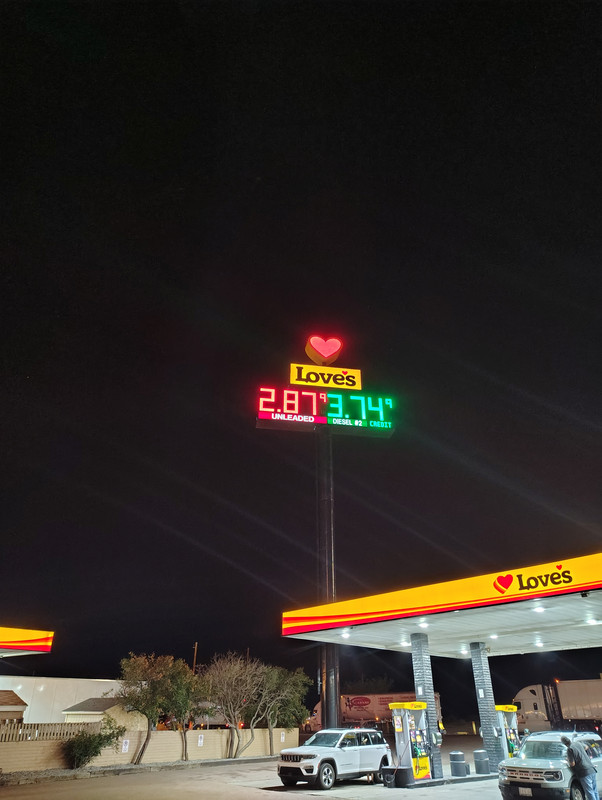 Love's
2.87⁹ 3.74⁹
UNLEADED DIESEL #2 CREDIT
Love's